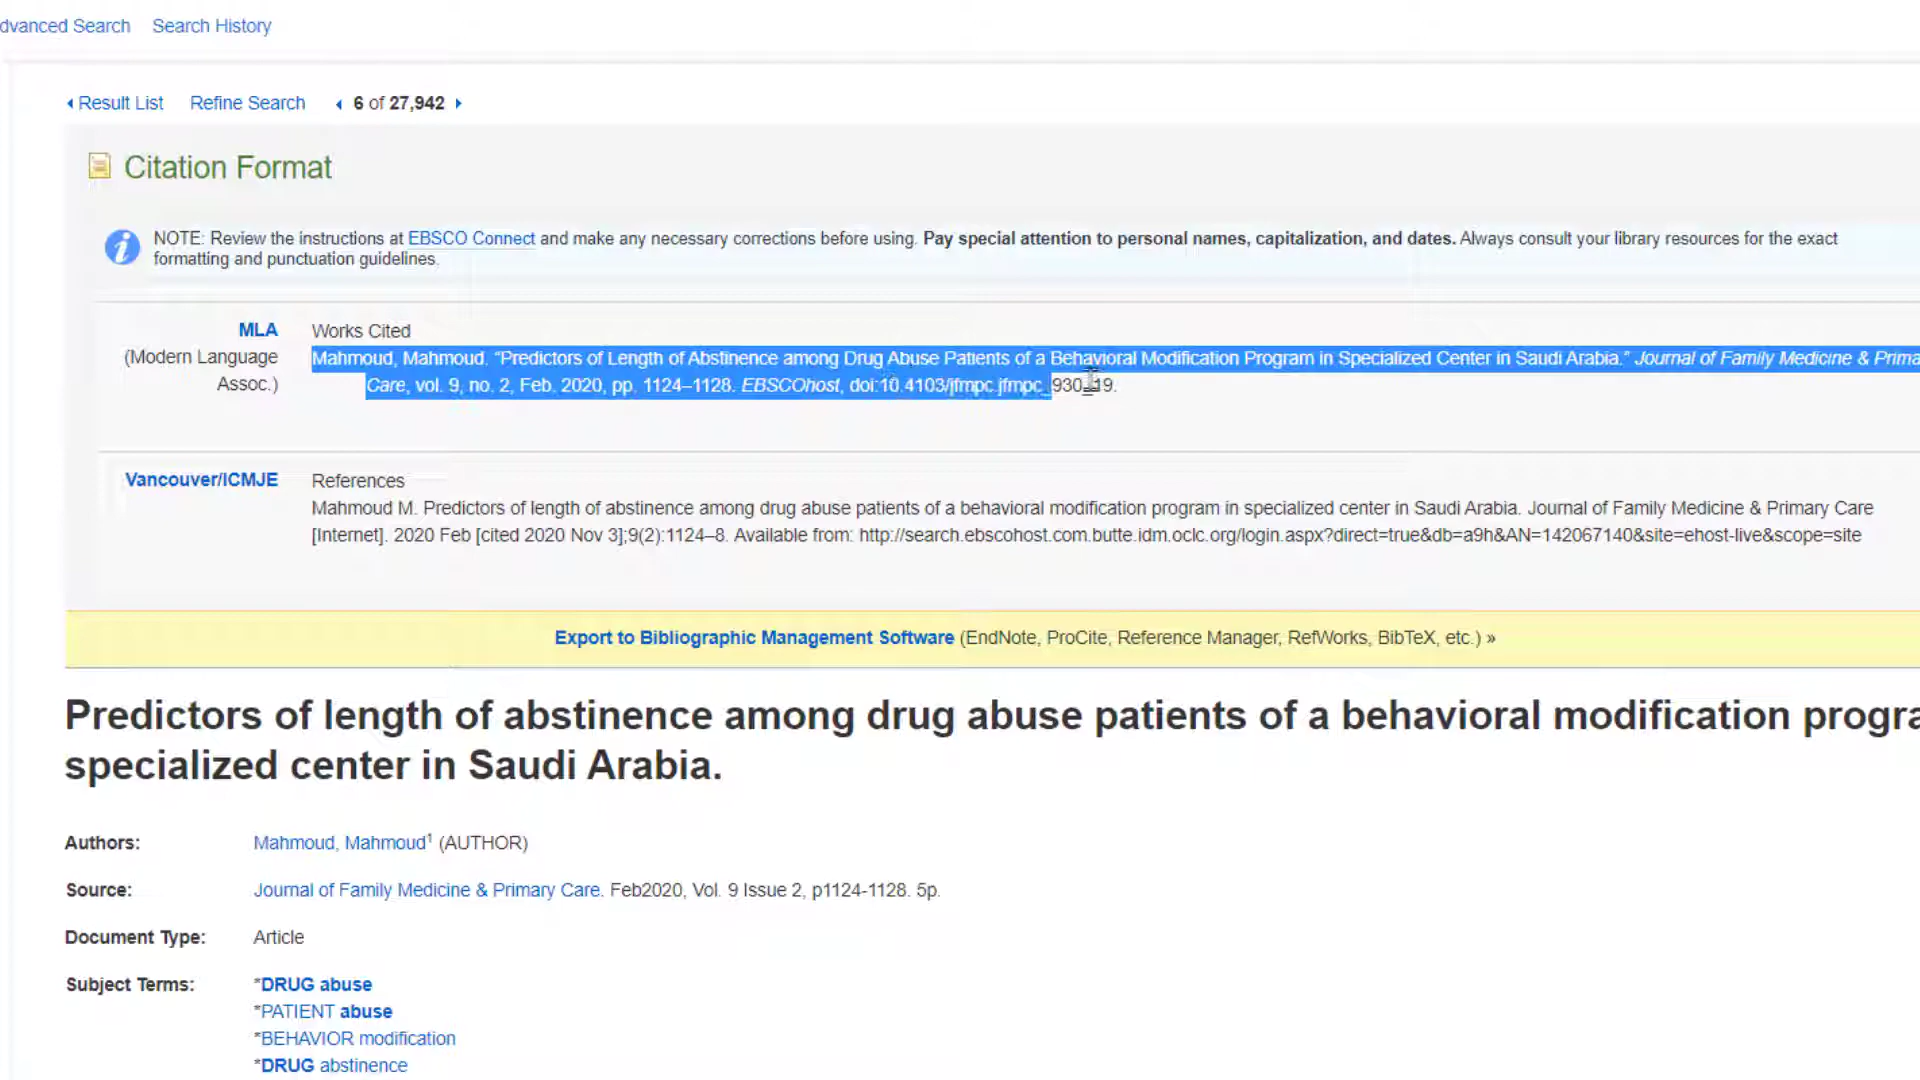 dvanced Search Search History
Result List Refine Search 6 of 27,942
Citation Format
NOTE: Review the instructions at EBSCO Connect and make any necessary corrections before using. Pay special attention to personal names, capitalization, and dates. Always consult your library resources for the exact
formatting and punctuation guidelines.
MLA
(Modern Language
Assoc.)
Works Cited
Mahmoud, Mahmoud. “Predictors of Length of Abstinence among Drug Abuse Patients of a Behavioral Modification Program in Specialized Center in Saudi Arabia.” Journal of Family Medicine & Prima
Care, vol. 9, no. 2, Feb. 2020, pp. 1124–1128. EBSCOhost, doi:10.4103/jfmpc.jfmpc_930_19.
Vancouver/ICMJE
References
Mahmoud M. Predictors of length of abstinence among drug abuse patients of a behavioral modification program in specialized center in Saudi Arabia. Journal of Family Medicine & Primary Care
[Internet]. 2020 Feb [cited 2020 Nov 3];9(2):1124–8. Available from: http://search.ebscohost.com.butte.idm.oclc.org/login.aspx?direct=true&db=a9h&AN=142067140&site=ehost-live&scope=site
Export to Bibliographic Management Software (EndNote, ProCite, Reference Manager, RefWorks, BibTeX, etc.) »
Predictors of length of abstinence among drug abuse patients of a behavioral modification progra
specialized center in Saudi Arabia.
Authors: Mahmoud, Mahmoud¹ (AUTHOR)
Source: Journal of Family Medicine & Primary Care. Feb2020, Vol. 9 Issue 2, p1124-1128. 5p.
Document Type: Article
Subject Terms: *DRUG abuse
*PATIENT abuse
*BEHAVIOR modification
*DRUG abstinence